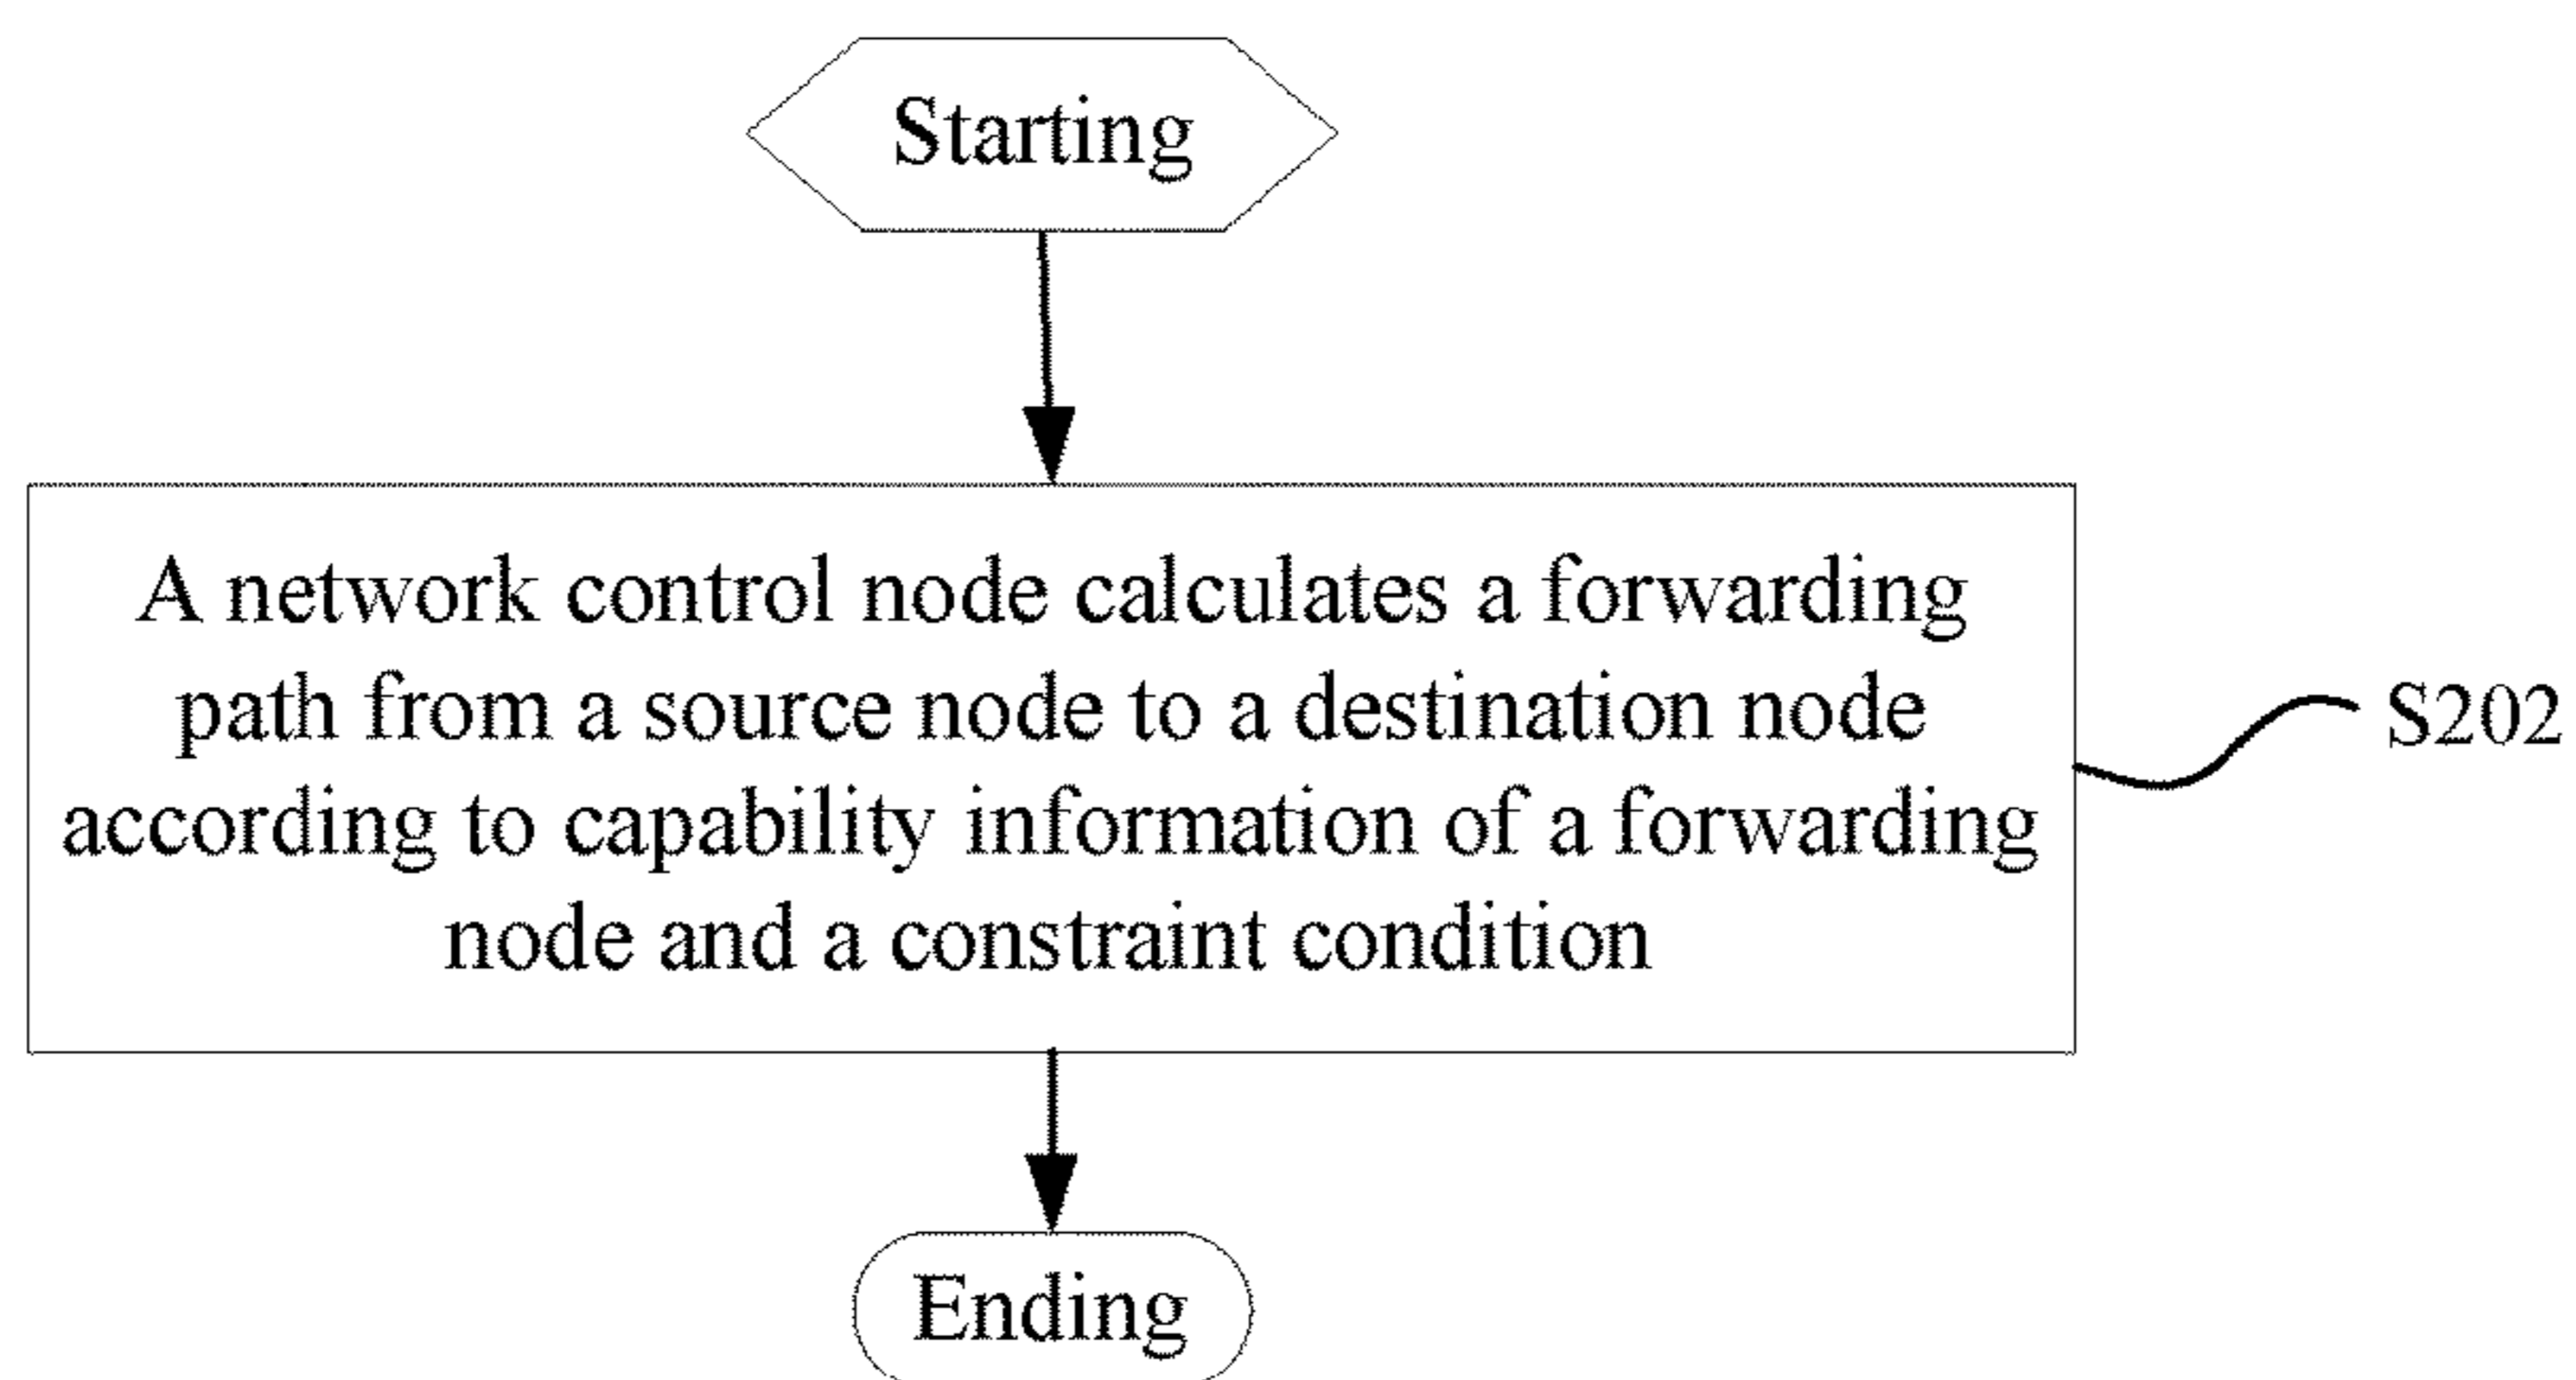 Starting
A network control node calculates a forwarding
path from a source node to a destination node
according to capability information of a forwarding
node and a constraint condition
S202
Ending